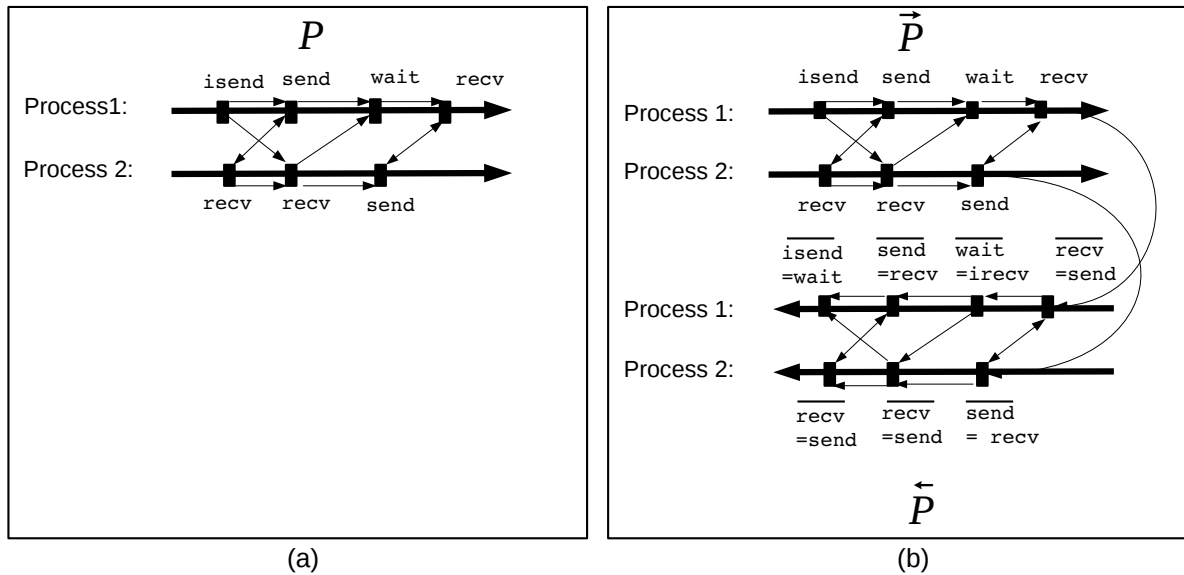 P
isend send wait recv
Process1:
Process 2:
recv recv send
(a)
P
isend send wait recv
Process 1:
Process 2:
recv recv send
isend send wait recv
=wait =recv =irecv =send
Process 1:
Process 2:
recv recv send
=send =send = recv
P
(b)